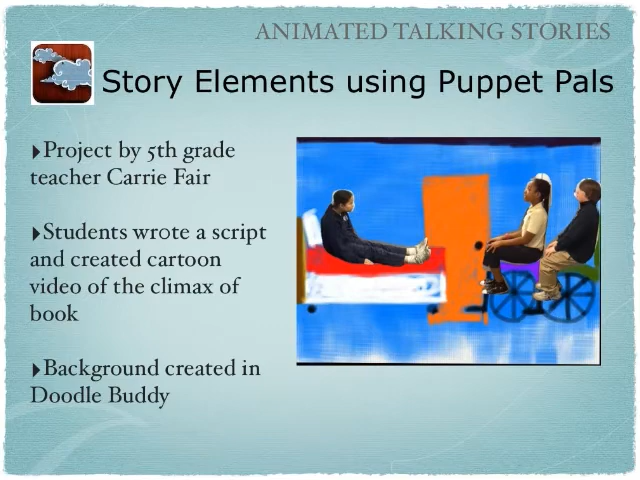 ANIMATED TALKING STORIES
Story Elements using Puppet Pals
‣Project by 5th grade
teacher Carrie Fair
‣Students wrote a script
and created cartoon
video of the climax of
book
‣Background created in
Doodle Buddy